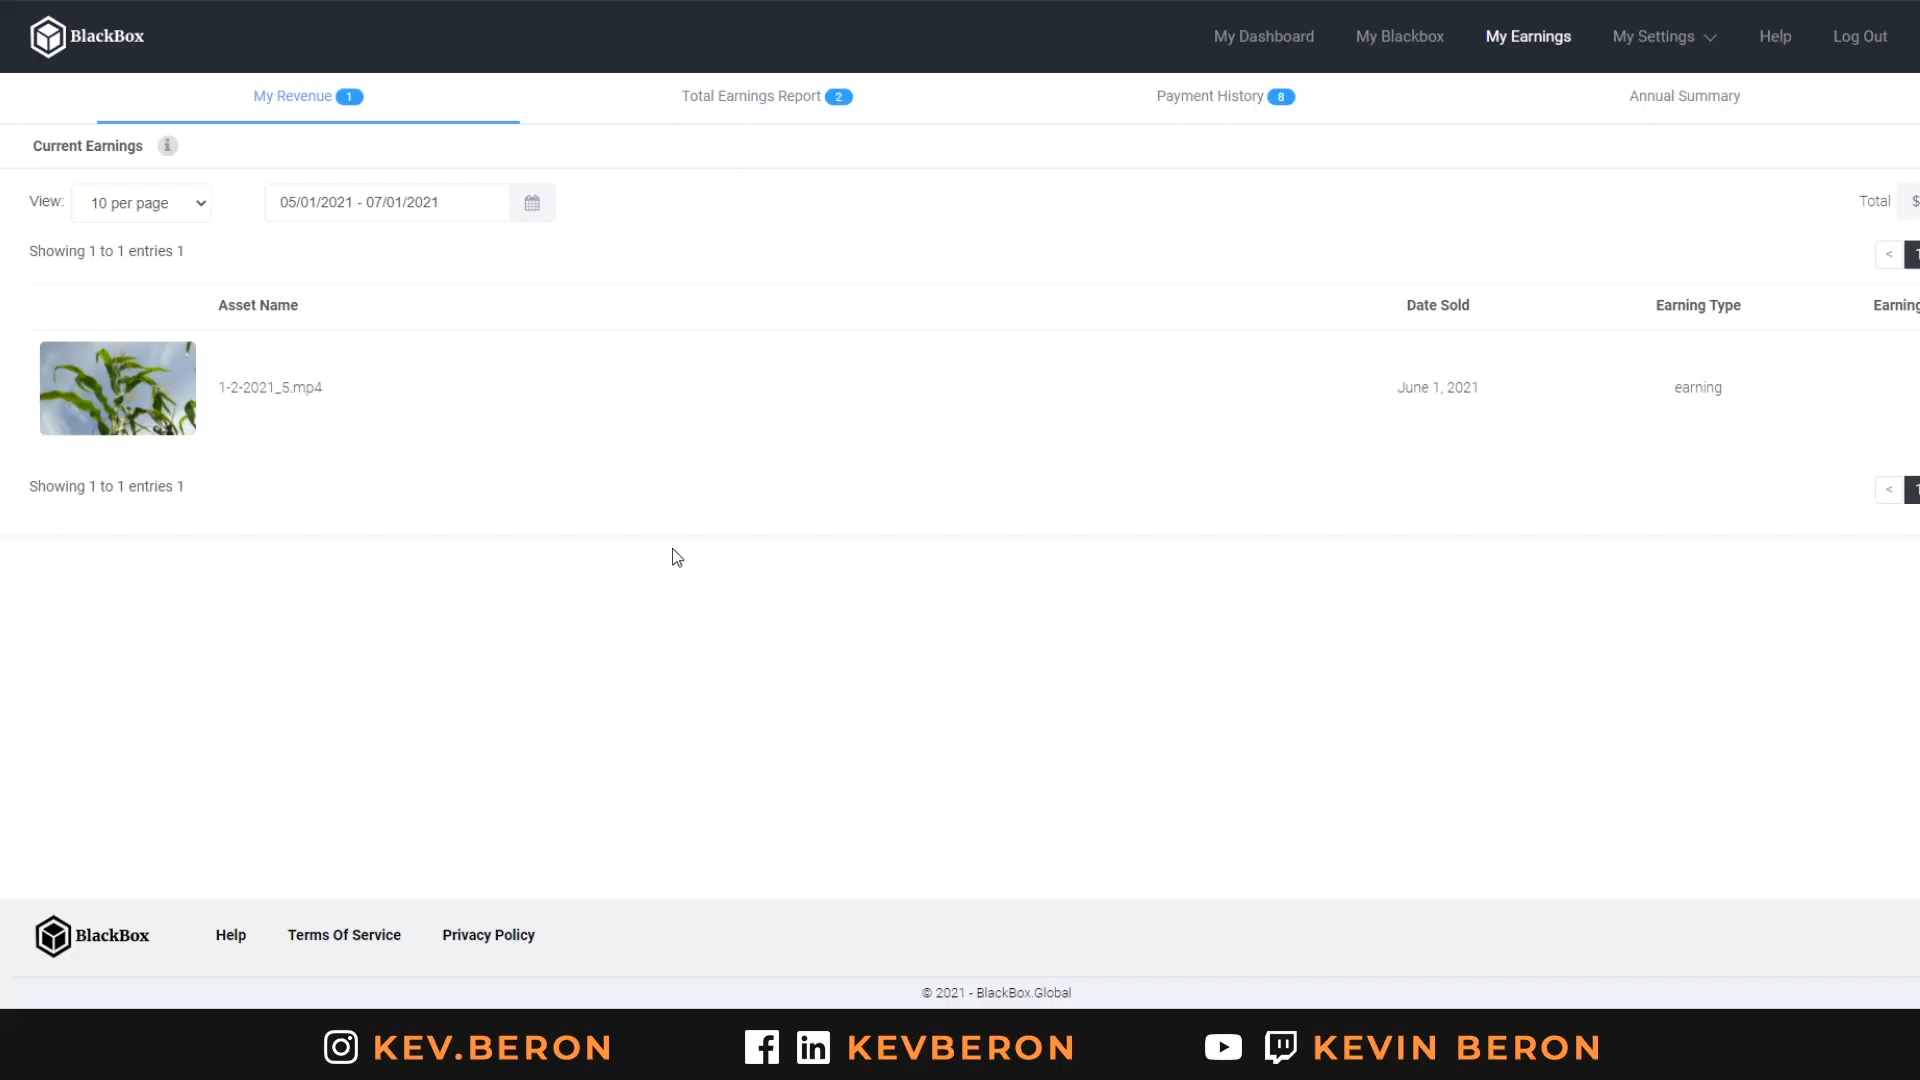 BlackBox
My Dashboard My Blackbox My Earnings My Settings Help Log Out
My Revenue 1 Total Earnings Report 2 Payment History 8 Annual Summary
Current Earnings i
View: 10 per page 05/01/2021 - 07/01/2021 Total $
Showing 1 to 1 entries 1 < 1
Asset Name Date Sold Earning Type Earning
1-2-2021_5.mp4 June 1, 2021 earning
Showing 1 to 1 entries 1 < 1
BlackBox Help Terms Of Service Privacy Policy
© 2021 - BlackBox.Global
KEV.BERON KEVBERON KEVIN BERON